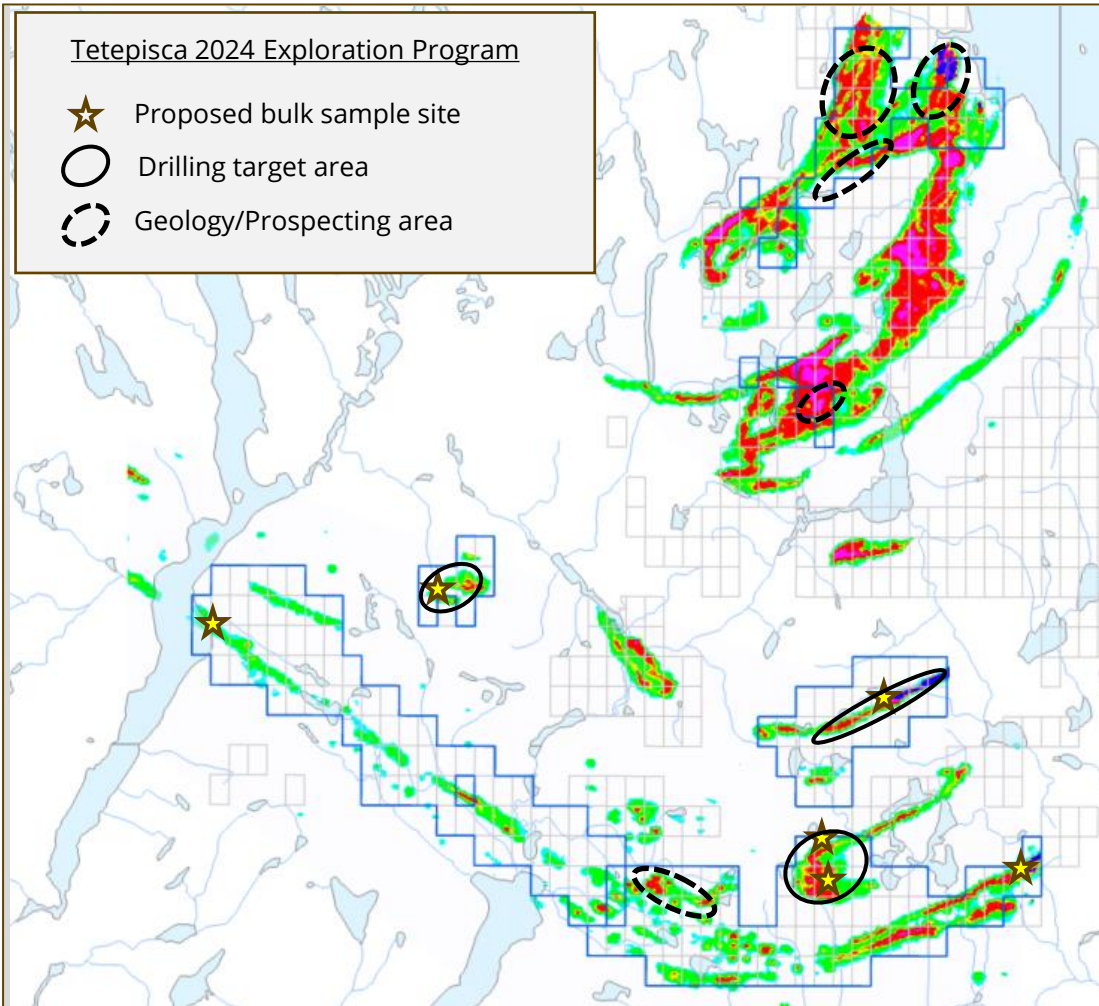 Tetepisca 2024 Exploration Program
Proposed bulk sample site
Drilling target area
Geology/Prospecting area